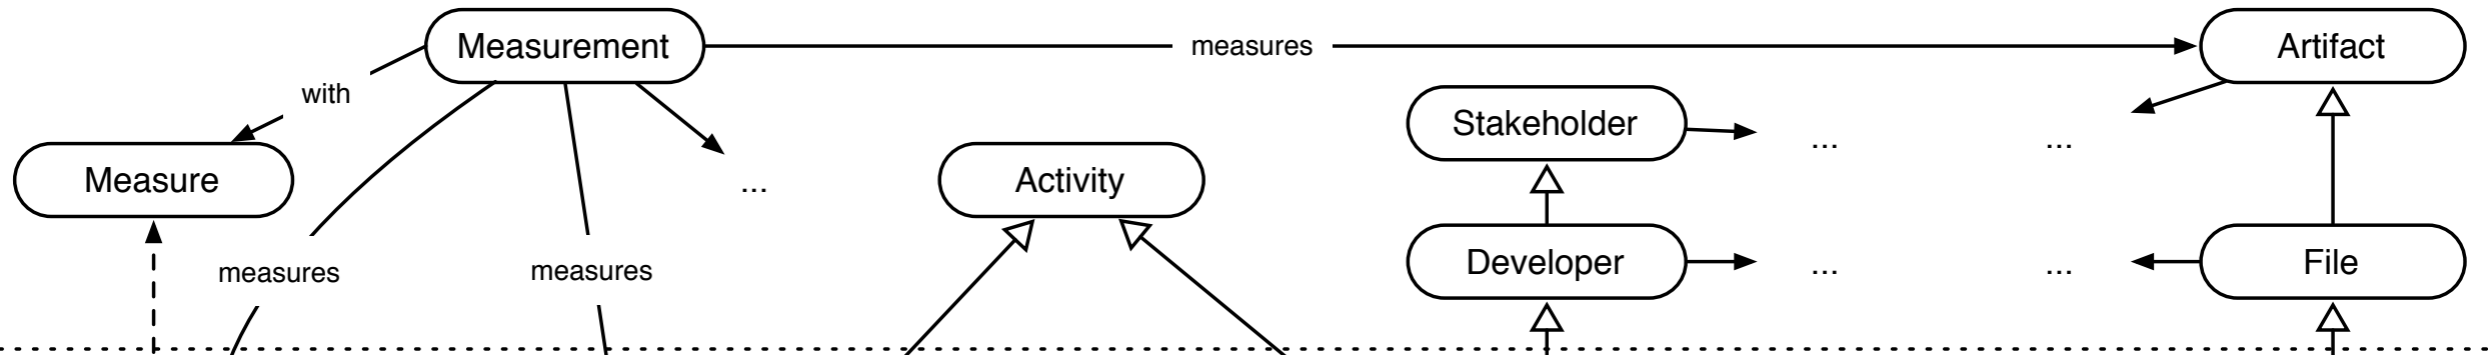 Measurement
measures
Artifact
with
Stakeholder
...
...
Measure
...
Activity
measures
measures
Developer
...
...
File